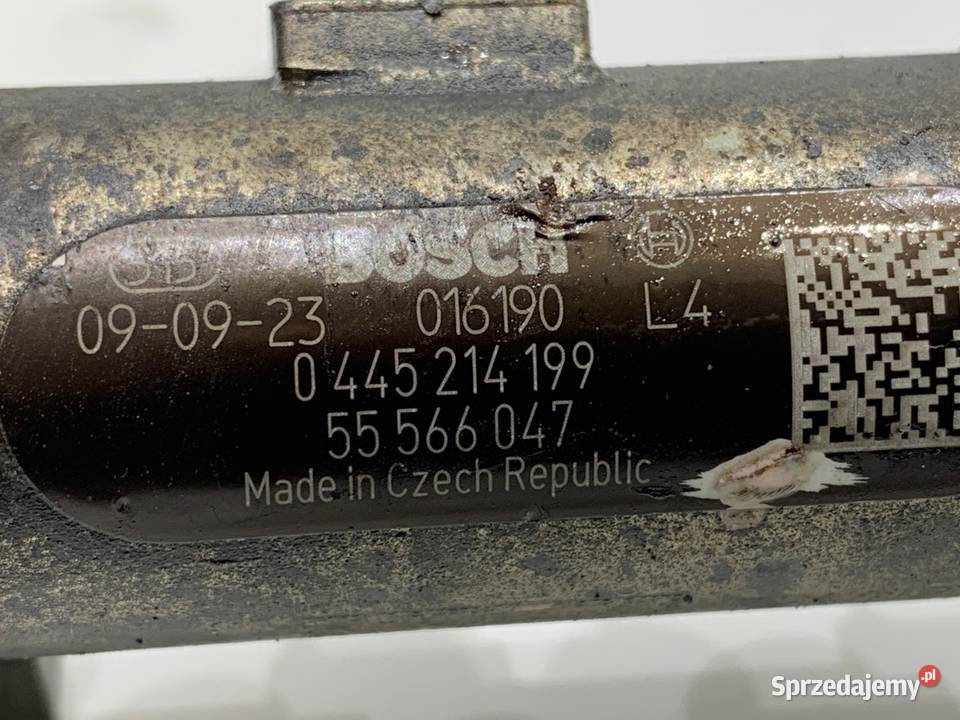 BOSCH
09-09-23 016190 L4
0 445 214 199
55 566 047
Made in Czech Republic
Sprzedajemy.pl